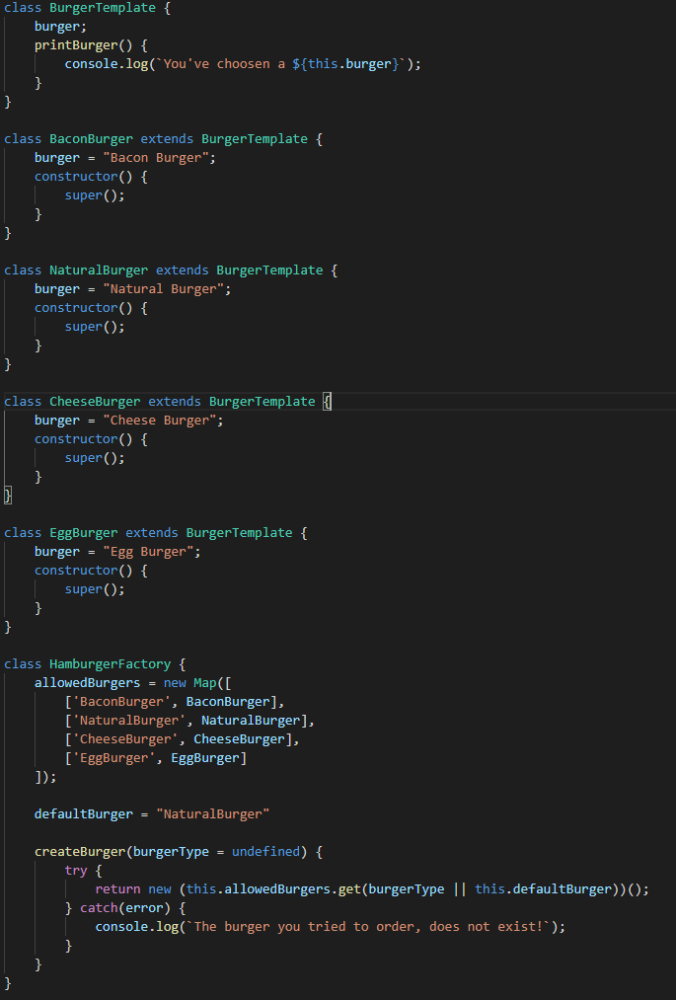 class BurgerTemplate {
    burger;
    printBurger() {
        console.log(`You've choosen a ${this.burger}`);
    }
}
class BaconBurger extends BurgerTemplate {
    burger = "Bacon Burger";
    constructor() {
        super();
    }
}
class NaturalBurger extends BurgerTemplate {
    burger = "Natural Burger";
    constructor() {
        super();
    }
}
class CheeseBurger extends BurgerTemplate {
    burger = "Cheese Burger";
    constructor() {
        super();
    }
}
class EggBurger extends BurgerTemplate {
    burger = "Egg Burger";
    constructor() {
        super();
    }
}
class HamburgerFactory {
    allowedBurgers = new Map([
        ['BaconBurger', BaconBurger],
        ['NaturalBurger', NaturalBurger],
        ['CheeseBurger', CheeseBurger],
        ['EggBurger', EggBurger]
    ]);
    defaultBurger = "NaturalBurger"
    createBurger(burgerType = undefined) {
        try {
            return new (this.allowedBurgers.get(burgerType || this.defaultBurger))();
        } catch(error) {
            console.log(`The burger you tried to order, does not exist!`);
        }
    }
}